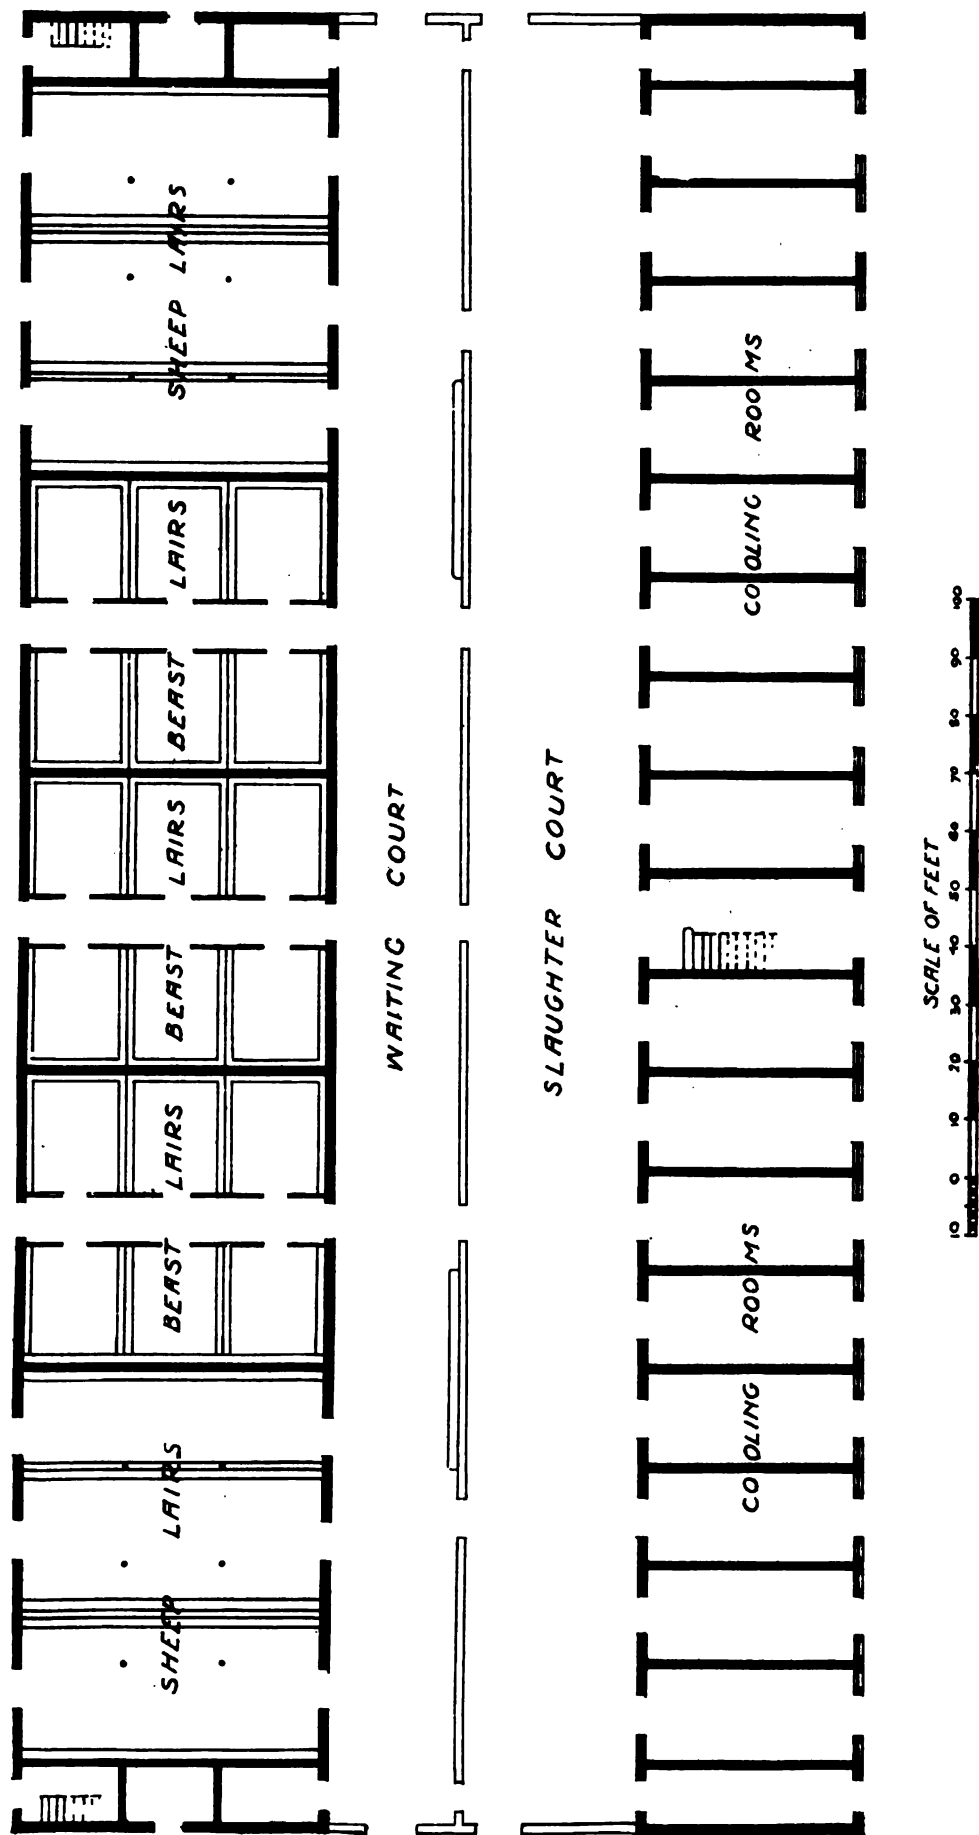 SHEEP LAIRS
BEAST LAIRS
BEAST LAIRS
BEAST LAIRS
SHEEP LAIRS
WAITING COURT
SLAUGHTER COURT
COOLING ROOMS
COOLING ROOMS
SCALE OF FEET
10 0 10 20 30 40 50 60 70 80 90 100